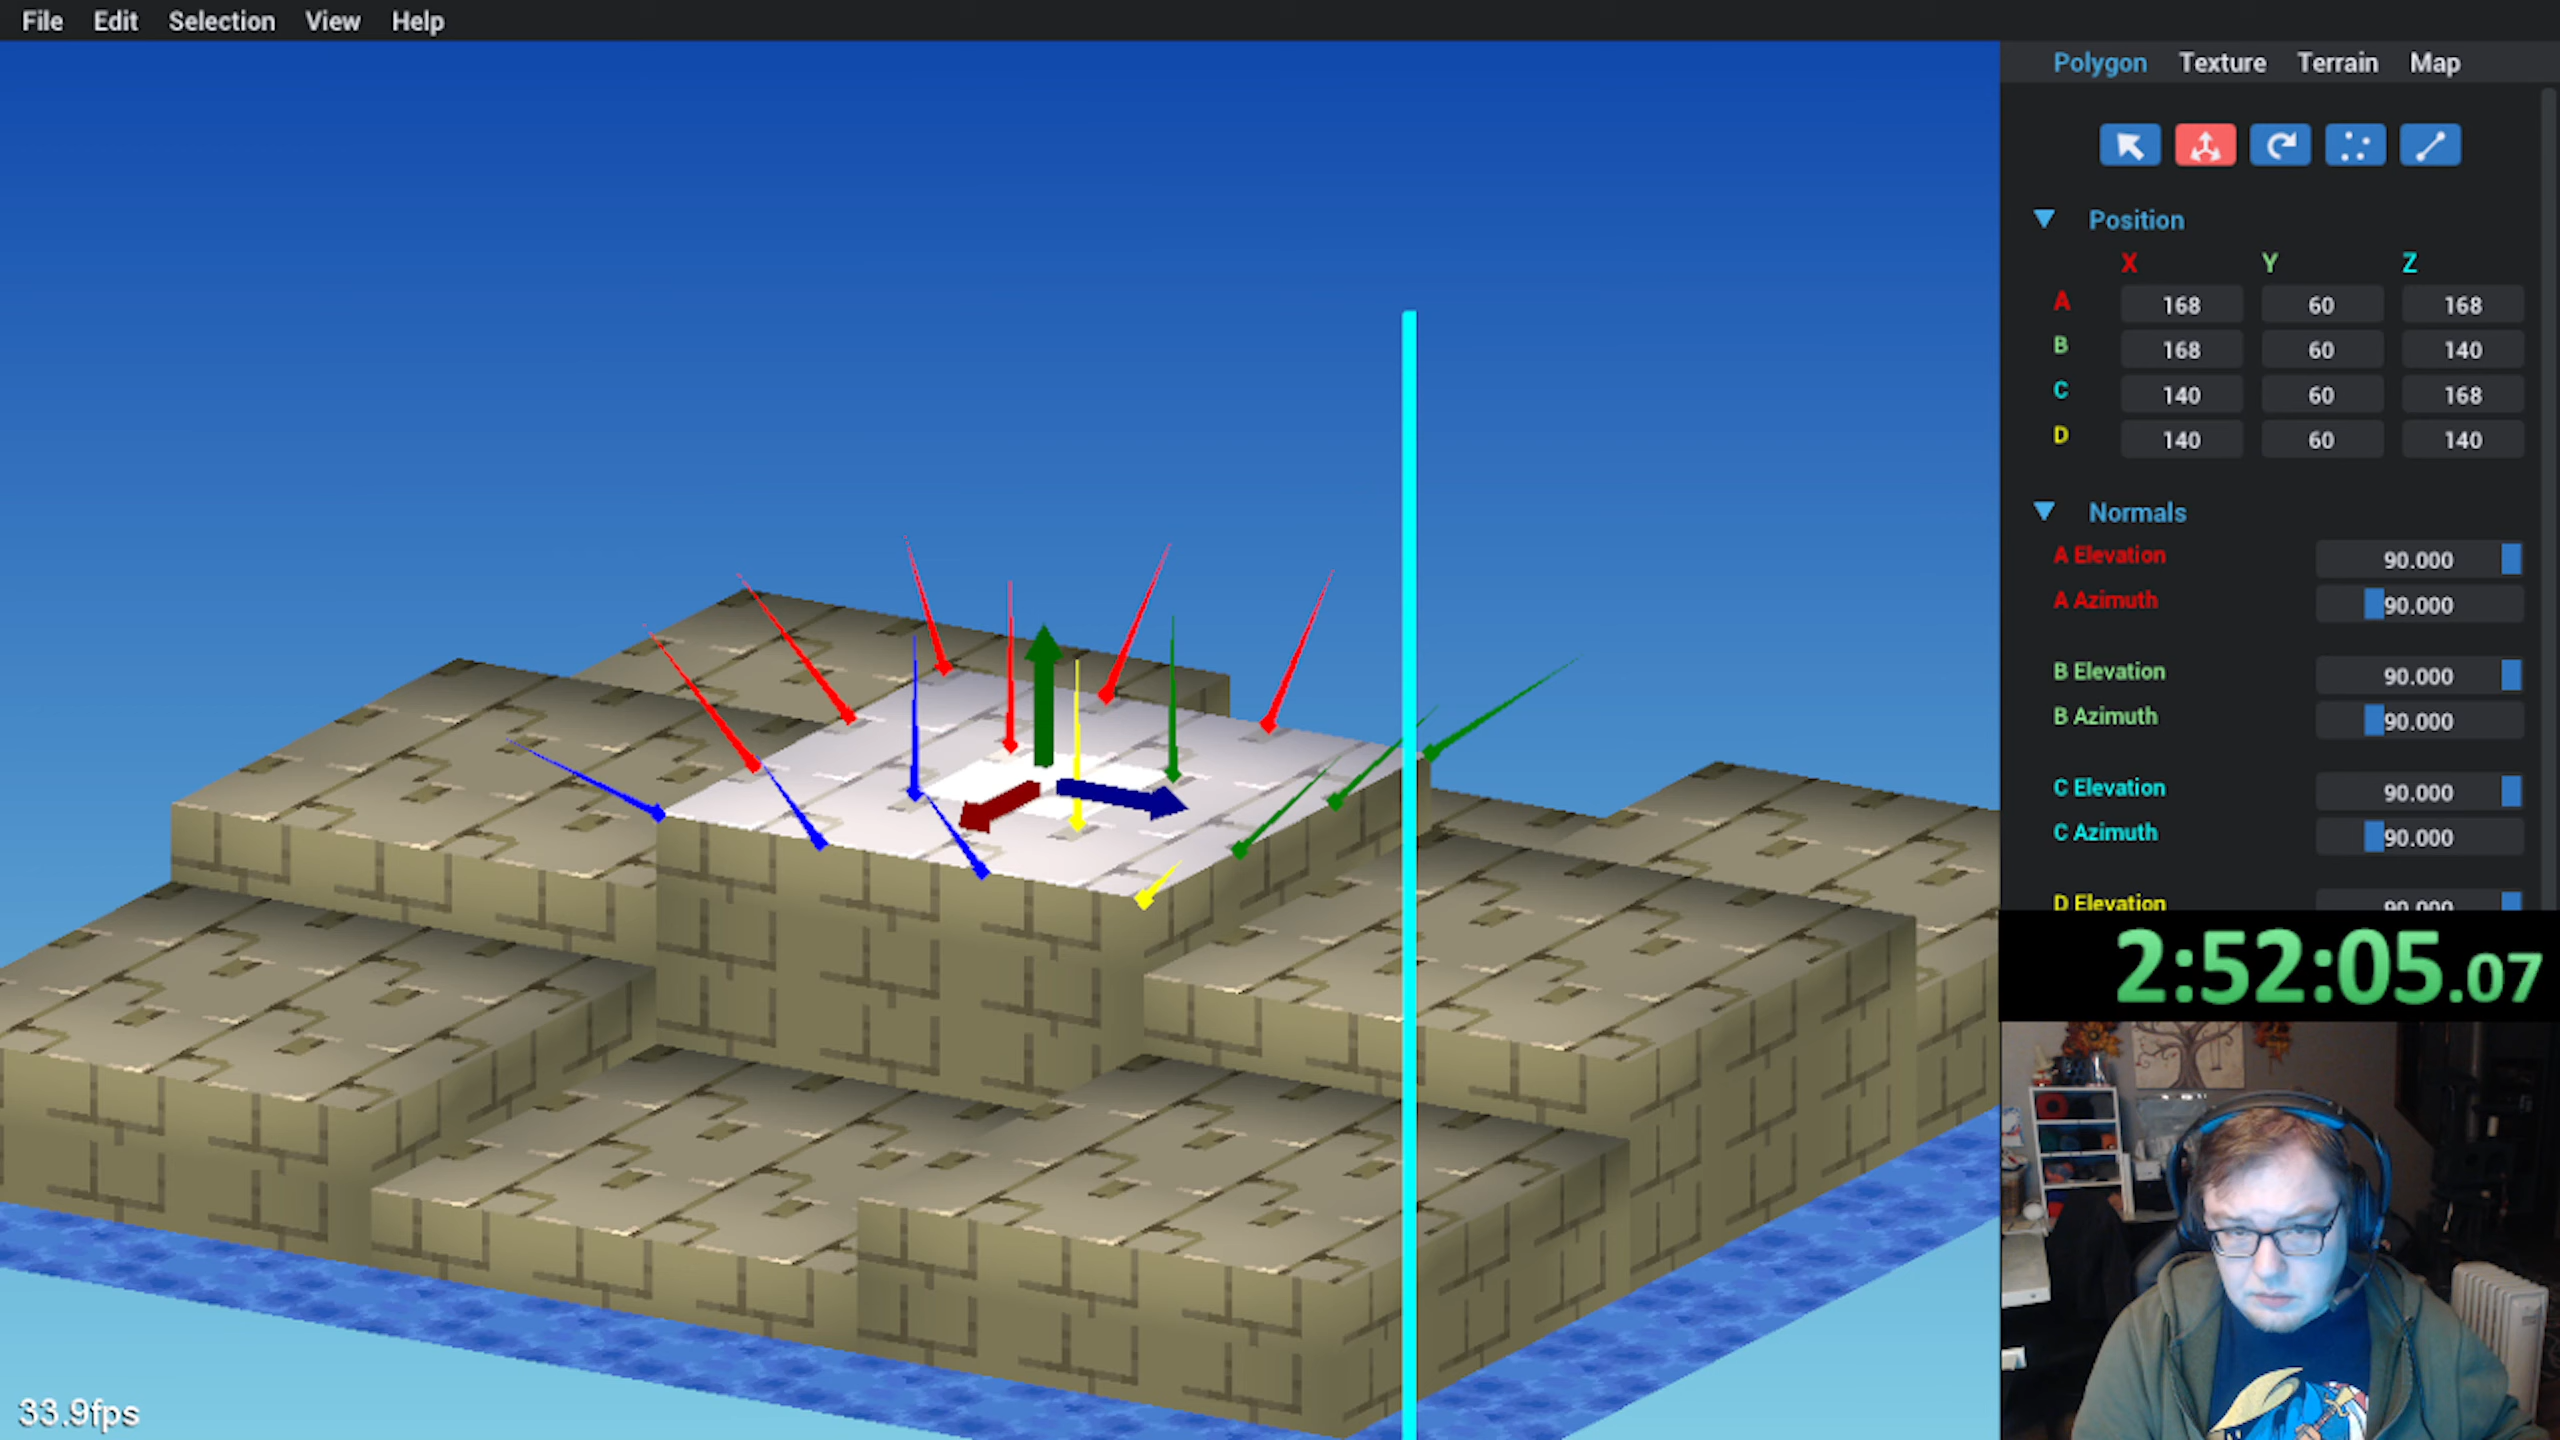 File Edit Selection View Help
Polygon Texture Terrain Map
Position
X Y Z
A 168 60 168
B 168 60 140
C 140 60 168
D 140 60 140
Normals
A Elevation 90.000
A Azimuth 90.000
B Elevation 90.000
B Azimuth 90.000
C Elevation 90.000
C Azimuth 90.000
D Elevation 90.000
2:52:05.07
33.9fps